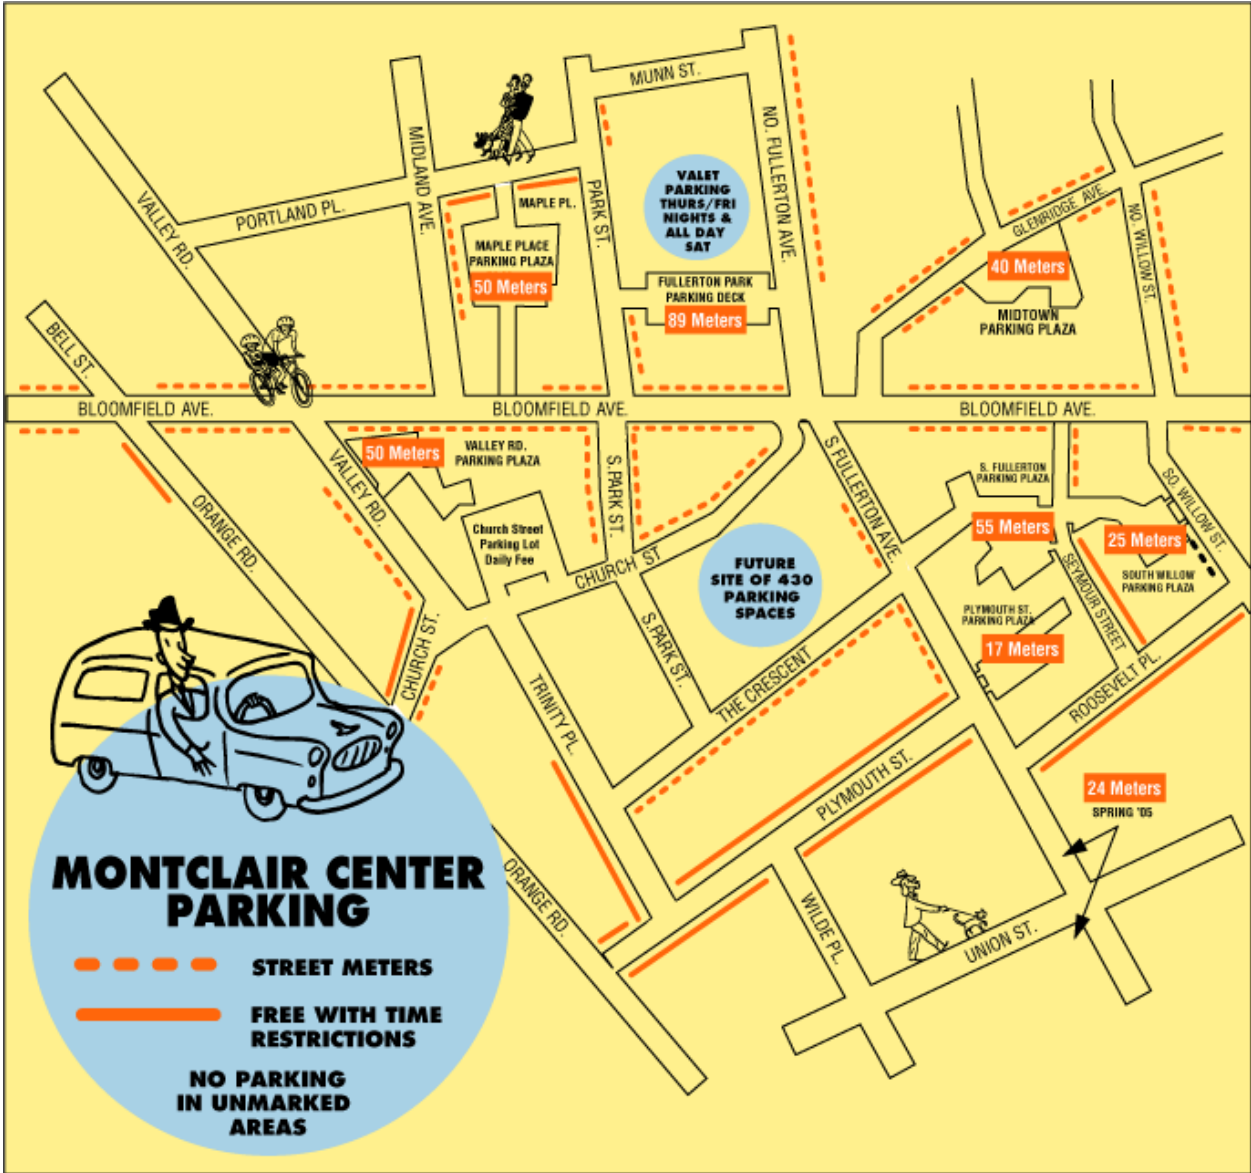 MUNN ST.
MIDLAND AVE.
NO. FULLERTON AVE.
VALLEY RD.
PORTLAND PL.
PARK ST.
MAPLE PL.
VALET
PARKING
THURS/FRI
NIGHTS &
ALL DAY
SAT
GLENRIDGE AVE.
NO. WILLOW ST.
MAPLE PLACE
PARKING PLAZA
50 Meters
FULLERTON PARK
PARKING DECK
89 Meters
40 Meters
MIDTOWN
PARKING PLAZA
BELL ST.
BLOOMFIELD AVE.
BLOOMFIELD AVE.
BLOOMFIELD AVE.
50 Meters
VALLEY RD.
PARKING PLAZA
VALLEY RD.
S.PARK ST.
S FULLERTON AVE.
S. FULLERTON
PARKING PLAZA
SO. WILLOW ST.
ORANGE RD.
Church Street
Parking Lot
Daily Fee
55 Meters
25 Meters
CHURCH ST
FUTURE
SITE OF 430
PARKING
SPACES
SEYMOUR STREET
SOUTH WILLOW
PARKING PLAZA
PLYMOUTH ST.
PARKING PLAZA
17 Meters
CHURCH ST.
S.PARK ST.
THE CRESCENT
ROOSEVELT PL.
TRINITY PL.
PLYMOUTH ST.
24 Meters
SPRING '05
ORANGE RD.
WILDE PL.
UNION ST.
MONTCLAIR CENTER
PARKING
STREET METERS
FREE WITH TIME
RESTRICTIONS
NO PARKING
IN UNMARKED
AREAS